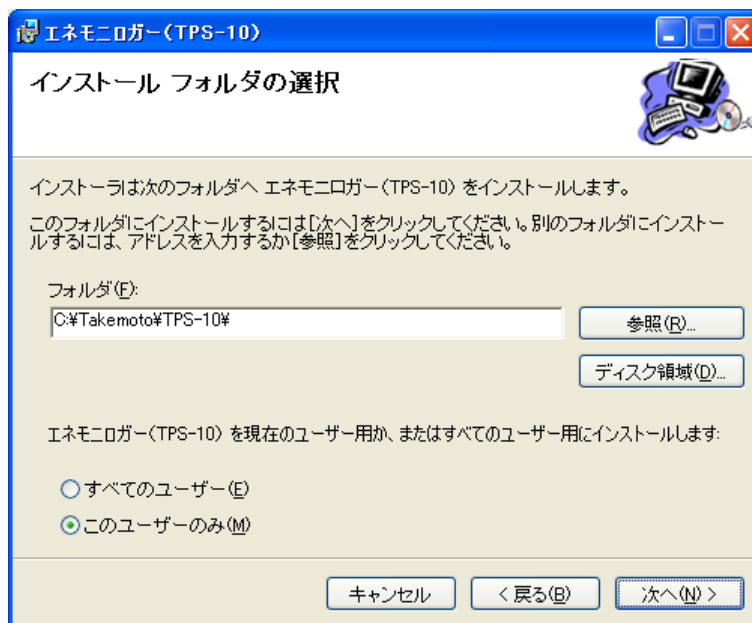 エネモニロガー(TPS-10)
インストール フォルダの選択
インストーラは次のフォルダへ エネモニロガー(TPS-10) をインストールします。
このフォルダにインストールするには[次へ]をクリックしてください。別のフォルダにインストー
ルするには、アドレスを入力するか[参照]をクリックしてください。
フォルダ(F):
C:¥Takemoto¥TPS-10¥
参照(R)...
ディスク領域(D)...
エネモニロガー(TPS-10) を現在のユーザー用か、またはすべてのユーザー用にインストールします:
すべてのユーザー(E)
このユーザーのみ(M)
キャンセル
< 戻る(B)
次へ(N) >